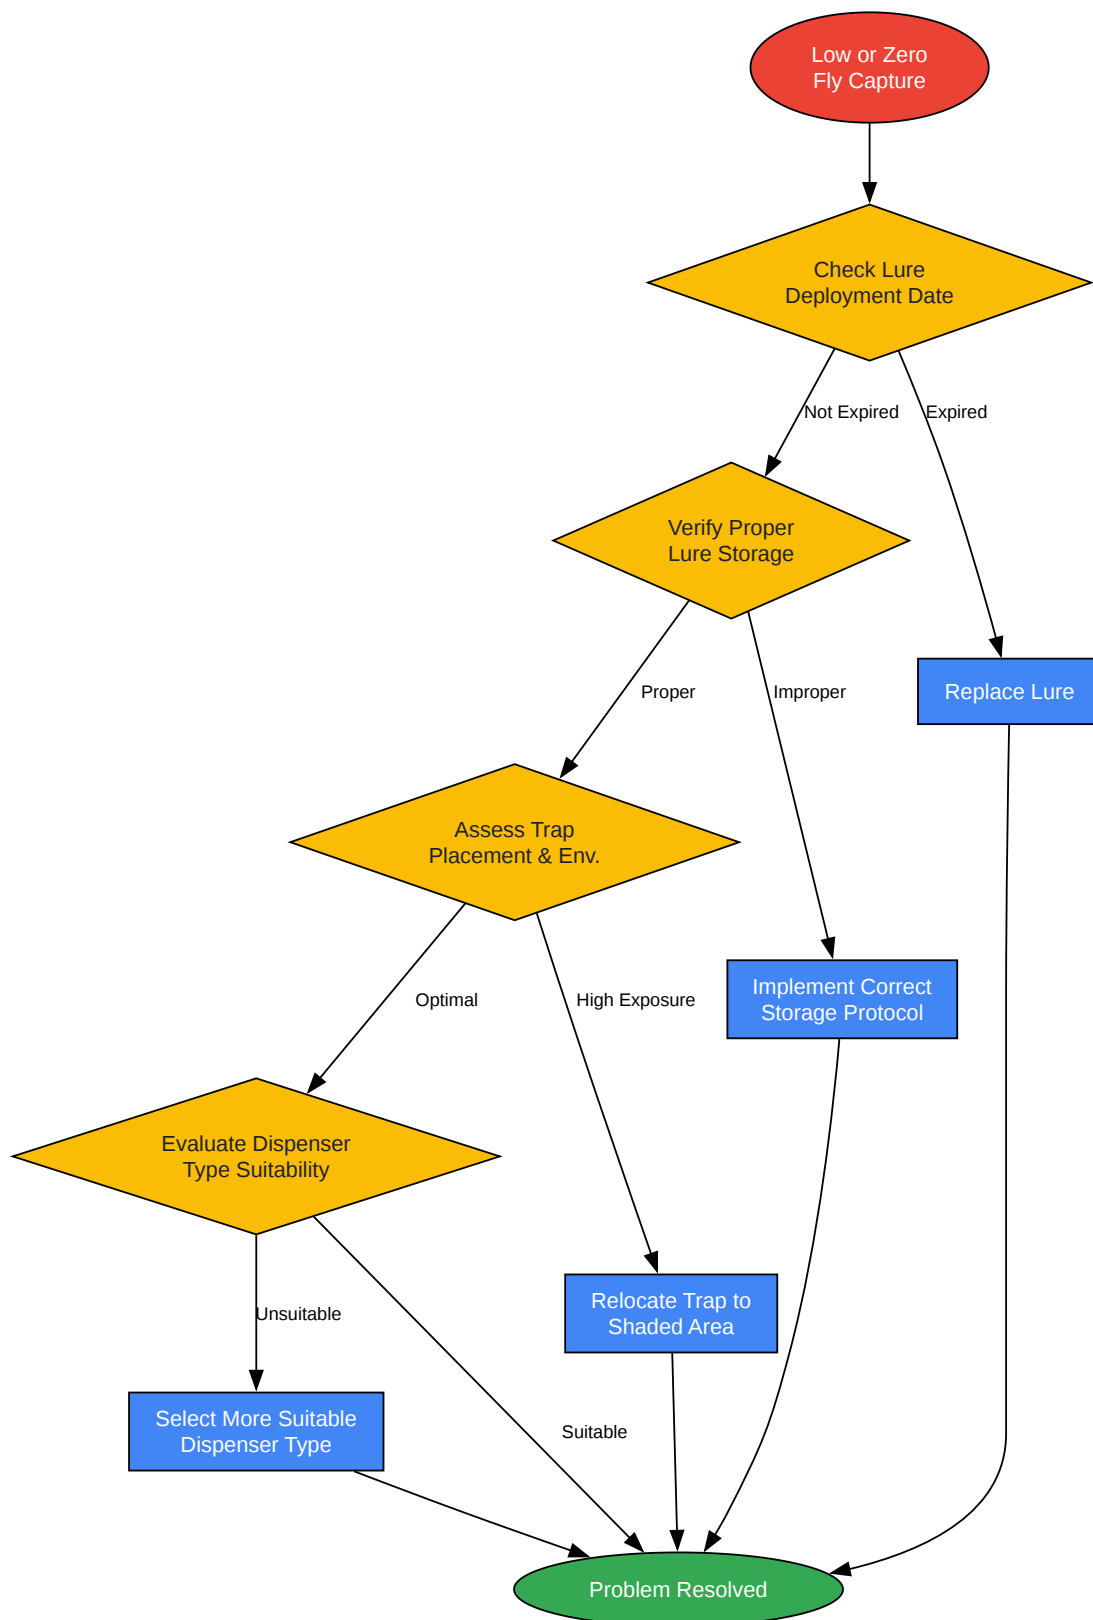 Low or Zero
Fly Capture
Check Lure
Deployment Date
Not Expired
Expired
Verify Proper
Lure Storage
Proper
Improper
Replace Lure
Assess Trap
Placement & Env.
Optimal
High Exposure
Implement Correct
Storage Protocol
Evaluate Dispenser
Type Suitability
Unsuitable
Relocate Trap to
Shaded Area
Select More Suitable
Dispenser Type
Suitable
Problem Resolved